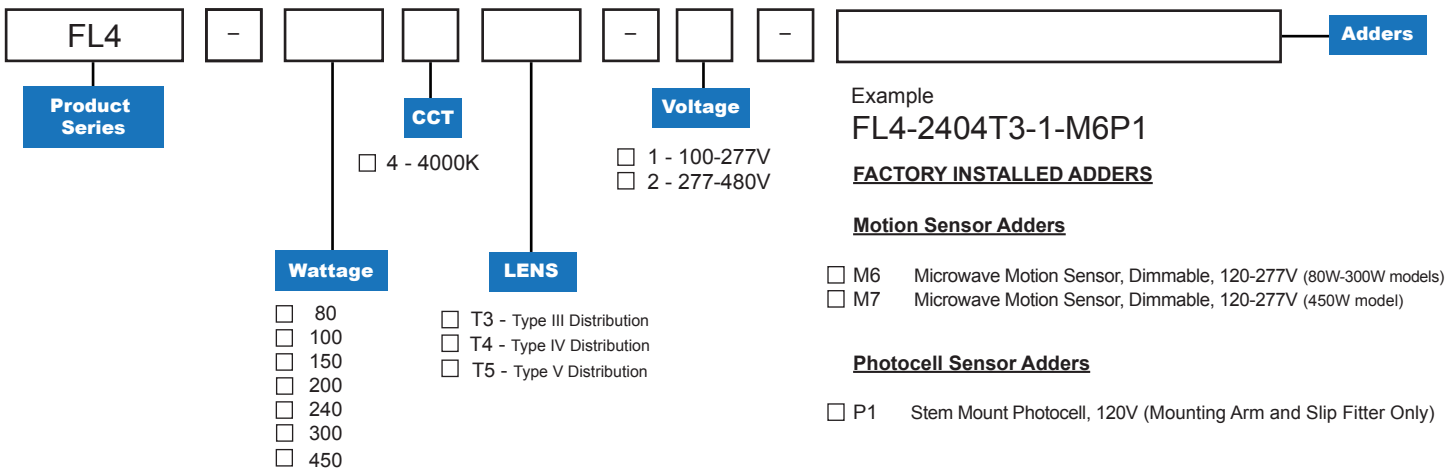 FL4 - - -
Adders
Product
Series
CCT
☐ 4 - 4000K
Voltage
☐ 1 - 100-277V
☐ 2 - 277-480V
Wattage
☐ 80
☐ 100
☐ 150
☐ 200
☐ 240
☐ 300
☐ 450
LENS
☐ T3 - Type III Distribution
☐ T4 - Type IV Distribution
☐ T5 - Type V Distribution
Example
FL4-2404T3-1-M6P1
FACTORY INSTALLED ADDERS
Motion Sensor Adders
☐ M6 Microwave Motion Sensor, Dimmable, 120-277V (80W-300W models)
☐ M7 Microwave Motion Sensor, Dimmable, 120-277V (450W model)
Photocell Sensor Adders
☐ P1 Stem Mount Photocell, 120V (Mounting Arm and Slip Fitter Only)